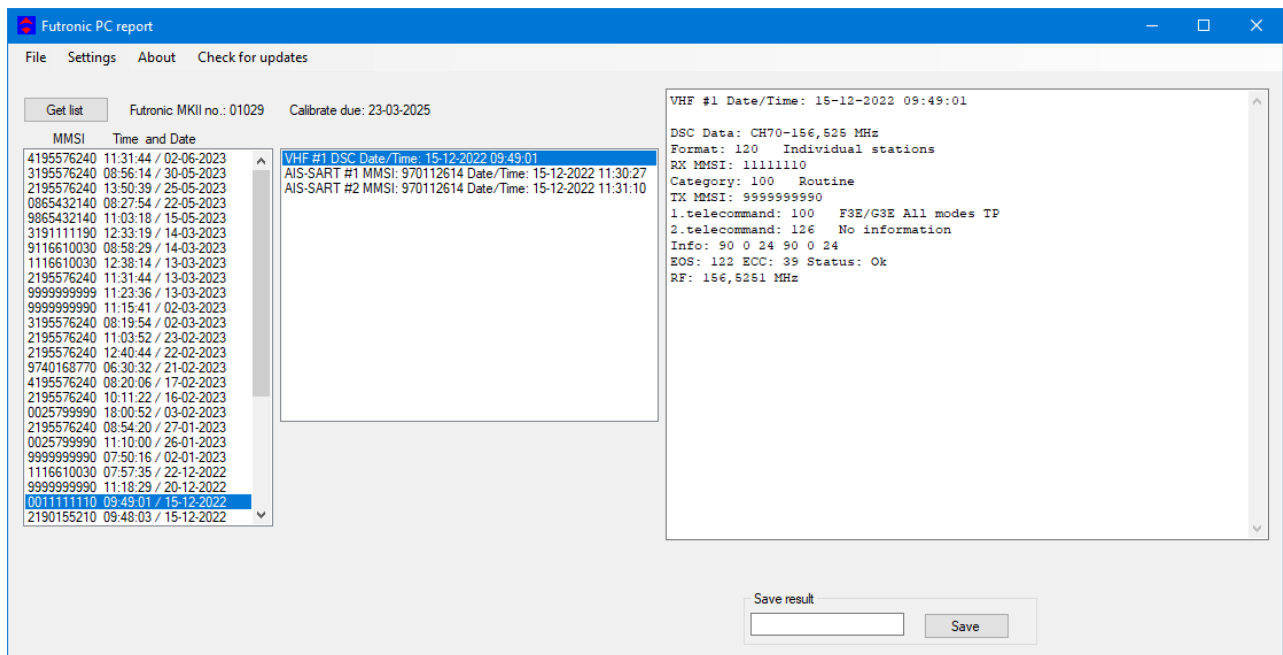 Futronic PC report
File Settings About Check for updates
Get list Futronic MKII no.: 01029 Calibrate due: 23-03-2025
MMSI Time and Date
4195576240 11:31:44 / 02-06-2023
3195576240 08:56:14 / 30-05-2023
2195576240 13:50:39 / 25-05-2023
0865432140 08:27:54 / 22-05-2023
9865432140 11:03:18 / 15-05-2023
3191111190 12:33:19 / 14-03-2023
9116610030 08:58:29 / 14-03-2023
1116610030 12:38:14 / 13-03-2023
2195576240 11:31:44 / 13-03-2023
9999999999 11:23:36 / 13-03-2023
9999999990 11:15:41 / 02-03-2023
3195576240 08:19:54 / 02-03-2023
2195576240 11:03:52 / 23-02-2023
2195576240 12:40:44 / 22-02-2023
9740168770 06:30:32 / 21-02-2023
4195576240 08:20:06 / 17-02-2023
2195576240 10:11:22 / 16-02-2023
0025799990 18:00:52 / 03-02-2023
2195576240 08:54:20 / 27-01-2023
0025799990 11:10:00 / 26-01-2023
9999999990 07:50:16 / 02-01-2023
1116610030 07:57:35 / 22-12-2022
9999999990 11:18:29 / 20-12-2022
0011111110 09:49:01 / 15-12-2022
2190155210 09:48:03 / 15-12-2022
VHF #1 DSC Date/Time: 15-12-2022 09:49:01
AIS-SART #1 MMSI: 970112614 Date/Time: 15-12-2022 11:30:27
AIS-SART #2 MMSI: 970112614 Date/Time: 15-12-2022 11:31:10
VHF #1 Date/Time: 15-12-2022 09:49:01
DSC Data: CH70-156,525 MHz
Format: 120 Individual stations
RX MMSI: 11111110
Category: 100 Routine
TX MMSI: 9999999990
1.telecommand: 100 F3E/G3E All modes TP
2.telecommand: 126 No information
Info: 90 0 24 90 0 24
EOS: 122 ECC: 39 Status: Ok
RF: 156,5251 MHz
Save result
Save